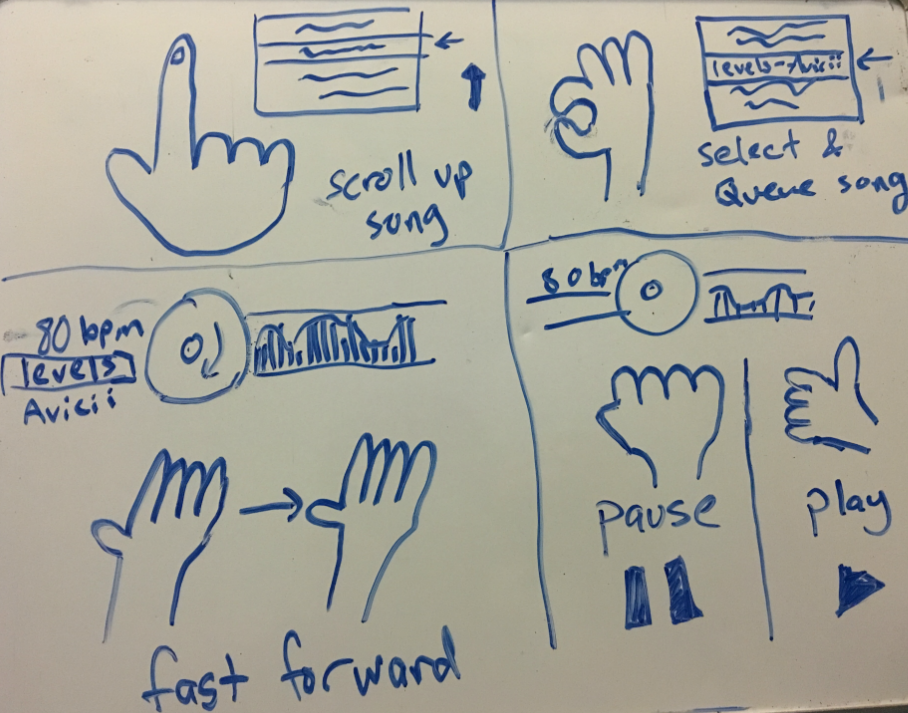 scroll up
song
levels-Avicii
select &
Queue song
80 bpm
levels
Avicii
fast forward
80 bpm
pause
play